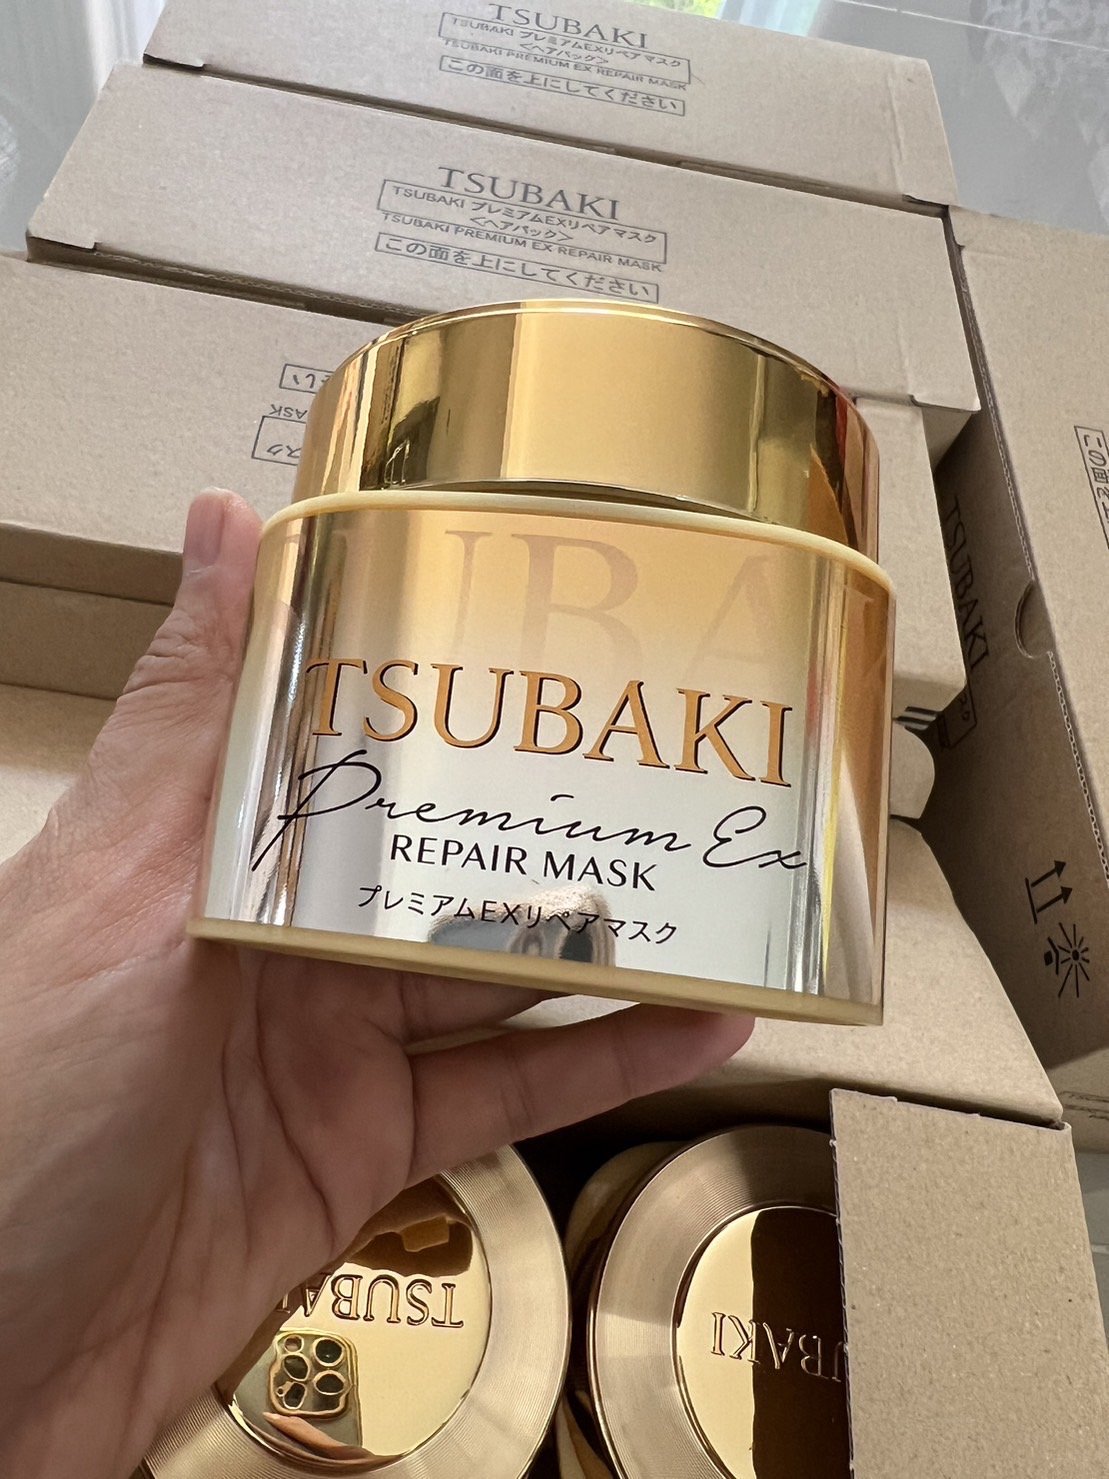 TSUBAKI
TSUBAKI プレミアムEXリペアマスク
<ヘアパック>
TSUBAKI PREMIUM EX REPAIR MASK
この面を上にしてください
TSUBAKI
TSUBAKI プレミアムEXリペアマスク
<ヘアパック>
TSUBAKI PREMIUM EX REPAIR MASK
この面を上にしてください
TSUBAKI
Premium Ex
REPAIR MASK
プレミアムEXリペアマスク
TSUBAKI
TSUBAKI
UBAKI